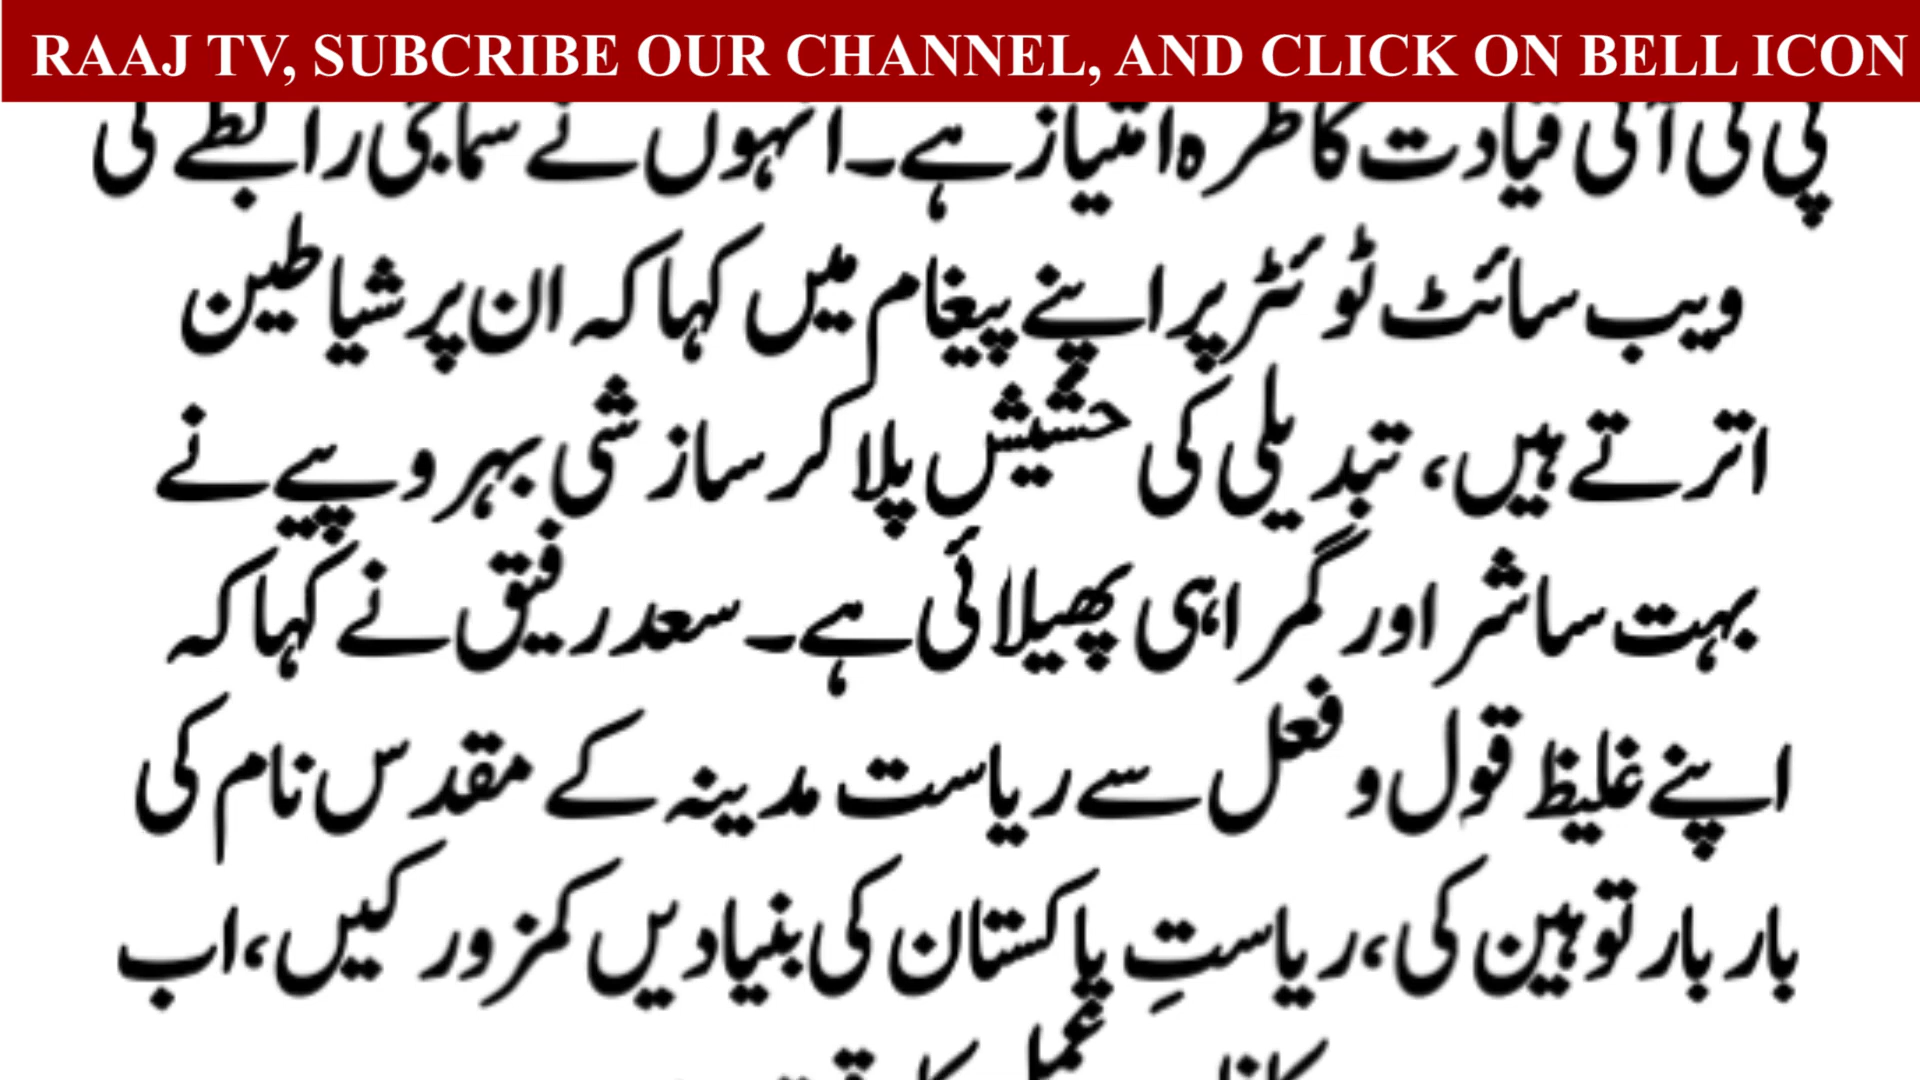 RAAJ TV, SUBCRIBE OUR CHANNEL, AND CLICK ON BELL ICON
پی ٹی آئی قیادت کا طرہ امتیاز ہے۔ انہوں نے سماجی رابطے کی
ویب سائٹ ٹوئٹر پر اپنے پیغام میں کہا کہ ان پر شیاطین
اترتے ہیں، تبدیلی کی حشیش پلا کر سازشی بہروپیے نے
بہت سا شر اور گمراہی پھیلائی ہے۔ سعد رفیق نے کہا کہ
اپنے غلیظ قول و فعل سے ریاست مدینہ کے مقدس نام کی
بار بار توہین کی، ریاستِ پاکستان کی بنیادیں کمزور کیں، اب